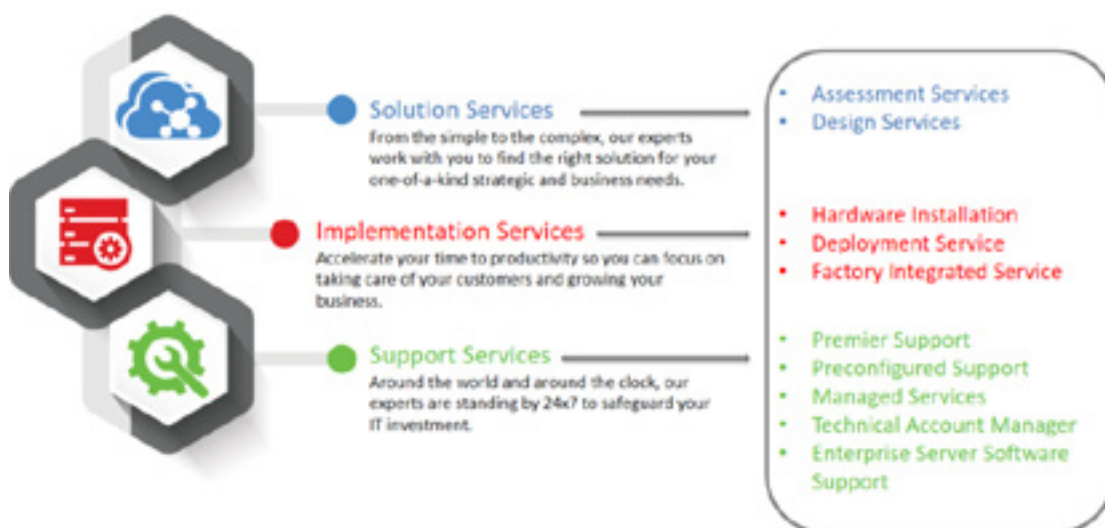 Solution Services
From the simple to the complex, our experts
work with you to find the right solution for your
one-of-a-kind strategic and business needs.
Assessment Services
Design Services
Implementation Services
Accelerate your time to productivity so you can focus on
taking care of your customers and growing your
business.
Hardware Installation
Deployment Service
Factory Integrated Service
Support Services
Around the world and around the clock, our
experts are standing by 24x7 to safeguard your
IT investment.
Premier Support
Preconfigured Support
Managed Services
Technical Account Manager
Enterprise Server Software
Support